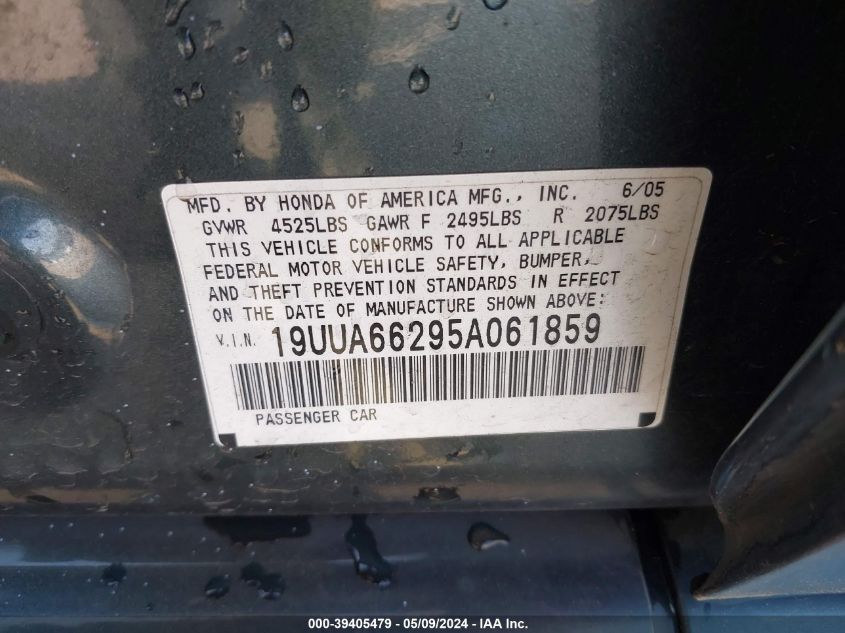 MFD. BY HONDA OF AMERICA MFG., INC. 6/05
GVWR 4525LBS GAWR F 2495LBS R 2075LBS
THIS VEHICLE CONFORMS TO ALL APPLICABLE
FEDERAL MOTOR VEHICLE SAFETY, BUMPER,
AND THEFT PREVENTION STANDARDS IN EFFECT
ON THE DATE OF MANUFACTURE SHOWN ABOVE:
V.I.N. 19UUA66295A061859
PASSENGER CAR
000-39405479 - 05/09/2024 - IAA Inc.